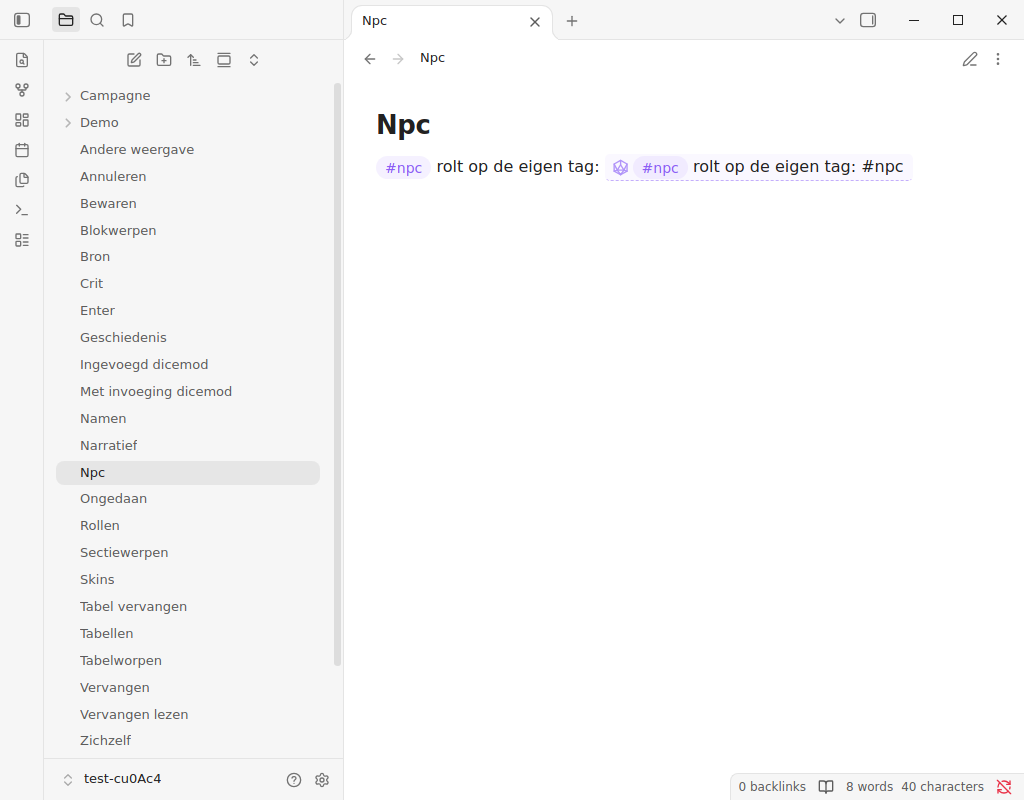 Npc
Npc
Campagne
Demo
Andere weergave
Annuleren
Bewaren
Blokwerpen
Bron
Crit
Enter
Geschiedenis
Ingevoegd dicemod
Met invoeging dicemod
Namen
Narratief
Npc
Ongedaan
Rollen
Sectiewerpen
Skins
Tabel vervangen
Tabellen
Tabelworpen
Vervangen
Vervangen lezen
Zichzelf
test-cu0Ac4
Npc
#npc rolt op de eigen tag: #npc rolt op de eigen tag: #npc
0 backlinks 8 words 40 characters